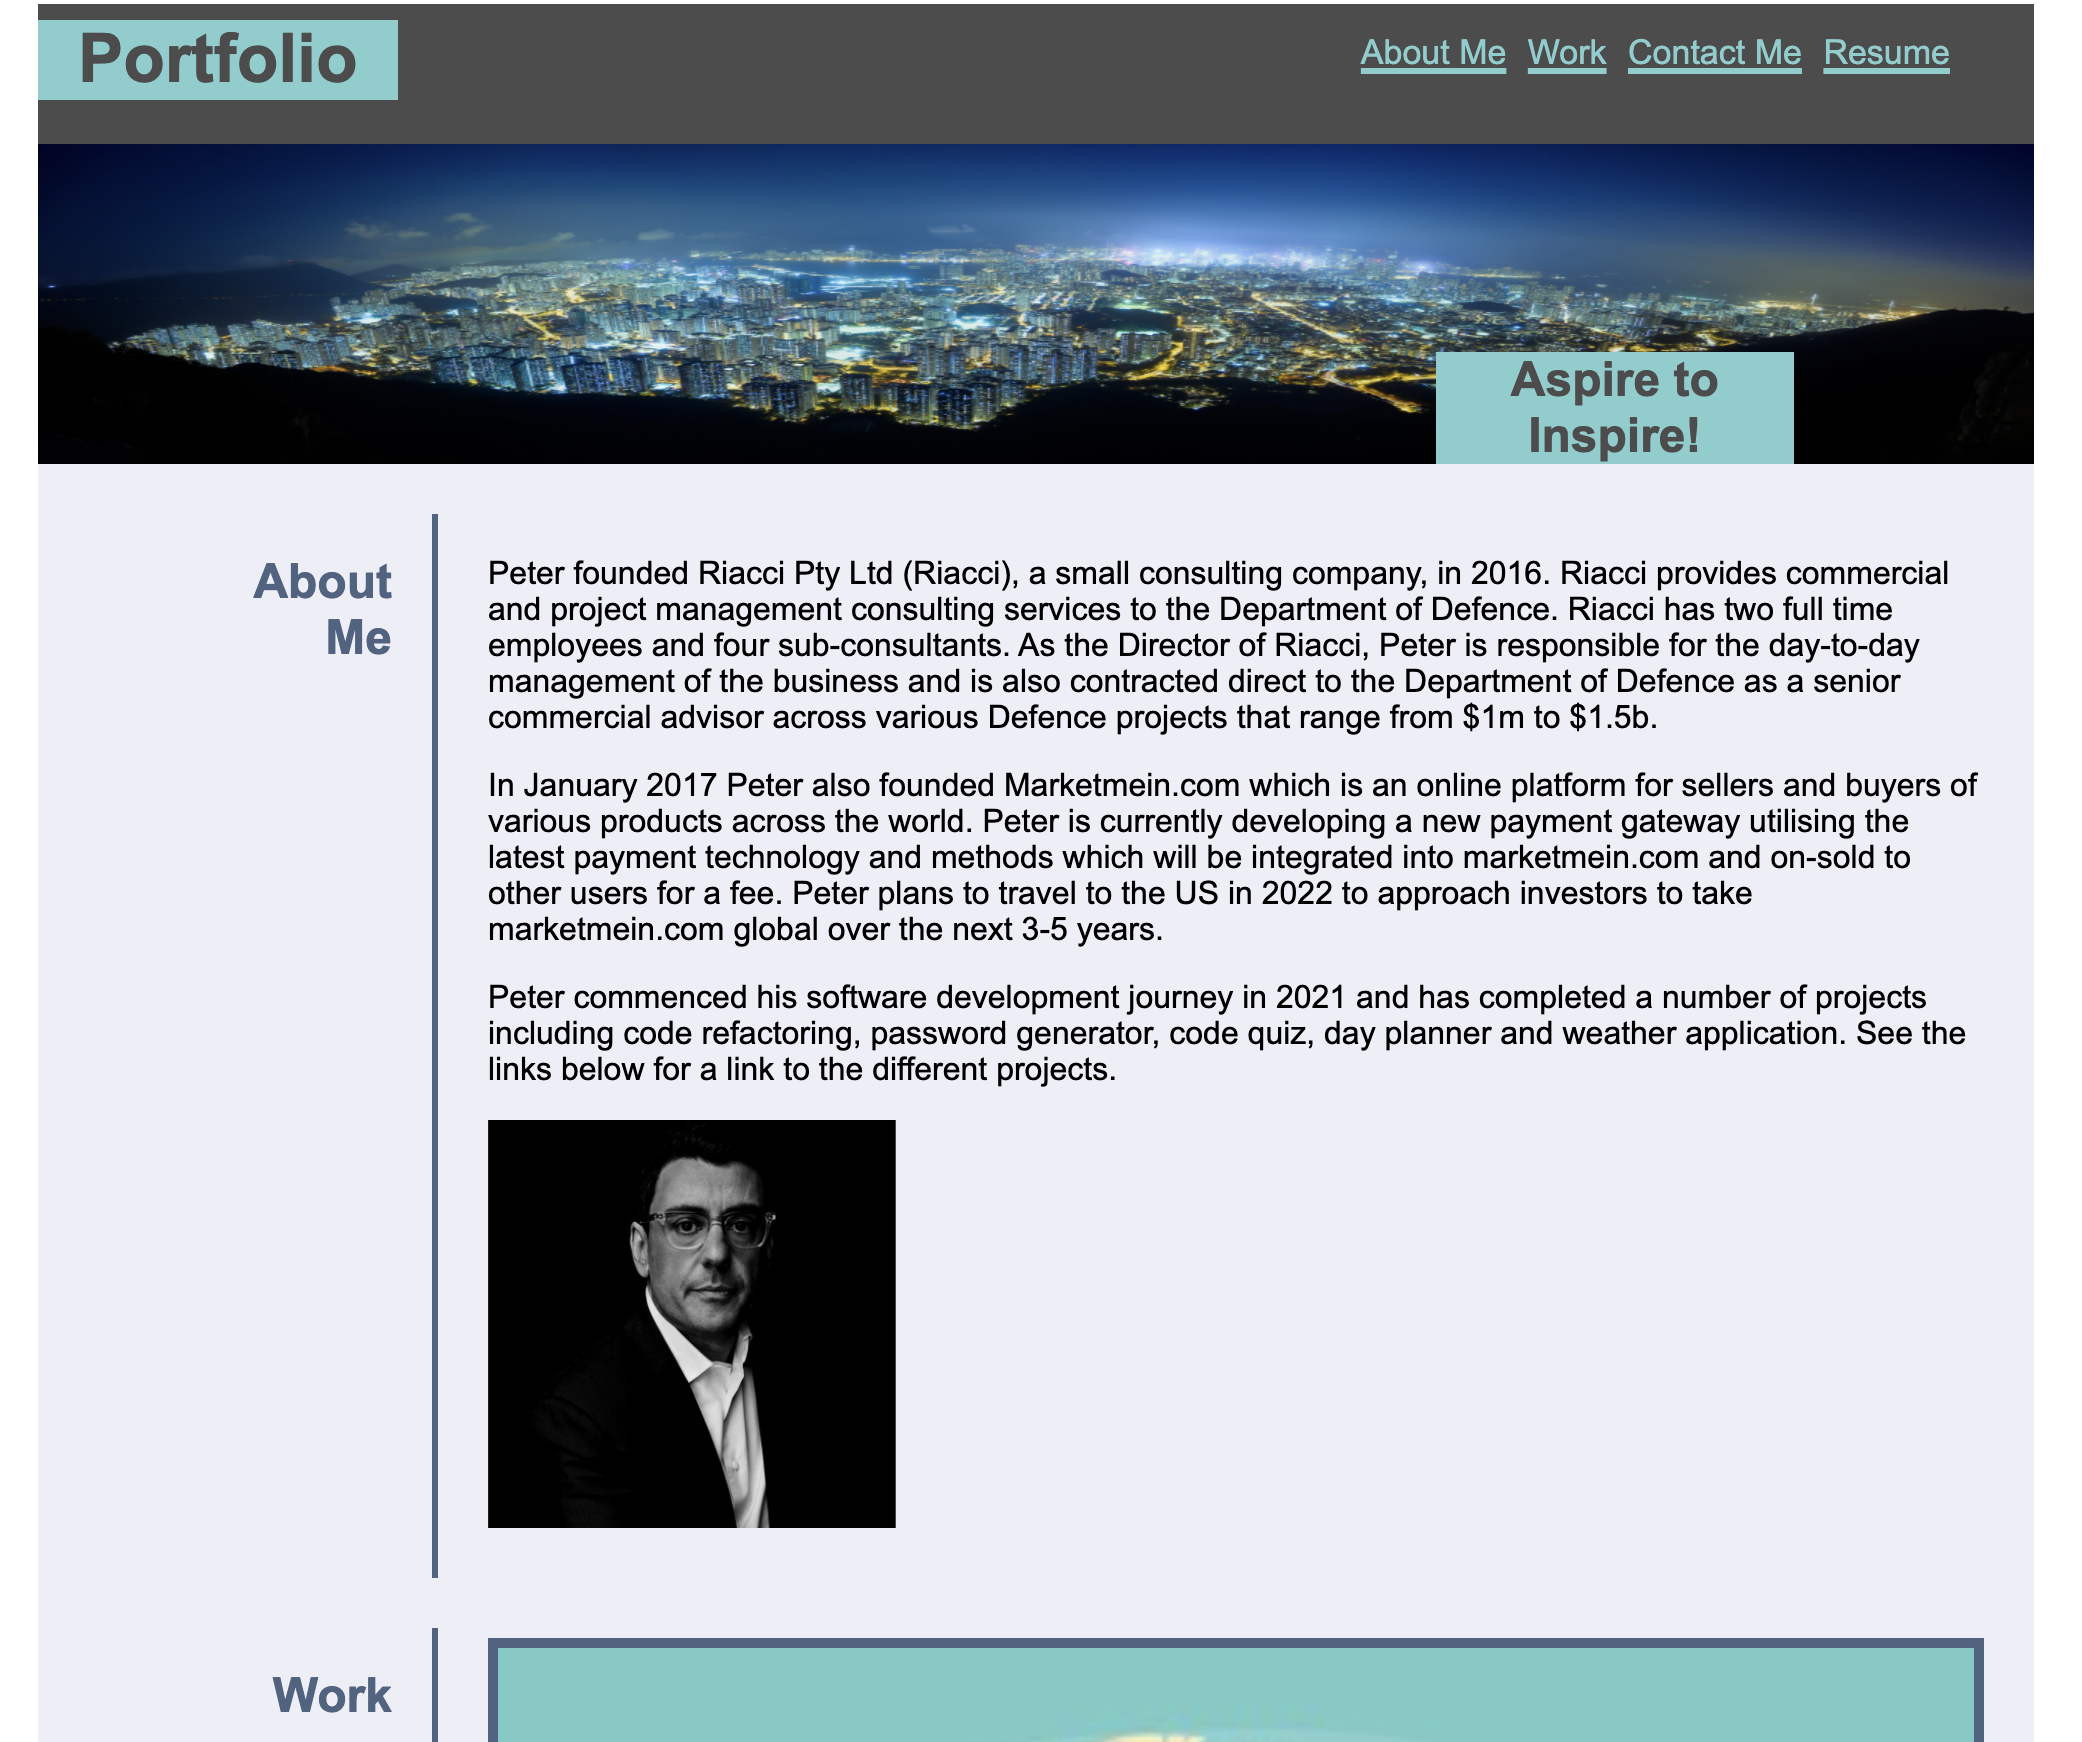 Portfolio
About Me Work Contact Me Resume
Aspire to
Inspire!
About
Me
Peter founded Riacci Pty Ltd (Riacci), a small consulting company, in 2016. Riacci provides commercial
and project management consulting services to the Department of Defence. Riacci has two full time
employees and four sub-consultants. As the Director of Riacci, Peter is responsible for the day-to-day
management of the business and is also contracted direct to the Department of Defence as a senior
commercial advisor across various Defence projects that range from $1m to $1.5b.
In January 2017 Peter also founded Marketmein.com which is an online platform for sellers and buyers of
various products across the world. Peter is currently developing a new payment gateway utilising the
latest payment technology and methods which will be integrated into marketmein.com and on-sold to
other users for a fee. Peter plans to travel to the US in 2022 to approach investors to take
marketmein.com global over the next 3-5 years.
Peter commenced his software development journey in 2021 and has completed a number of projects
including code refactoring, password generator, code quiz, day planner and weather application. See the
links below for a link to the different projects.
Work